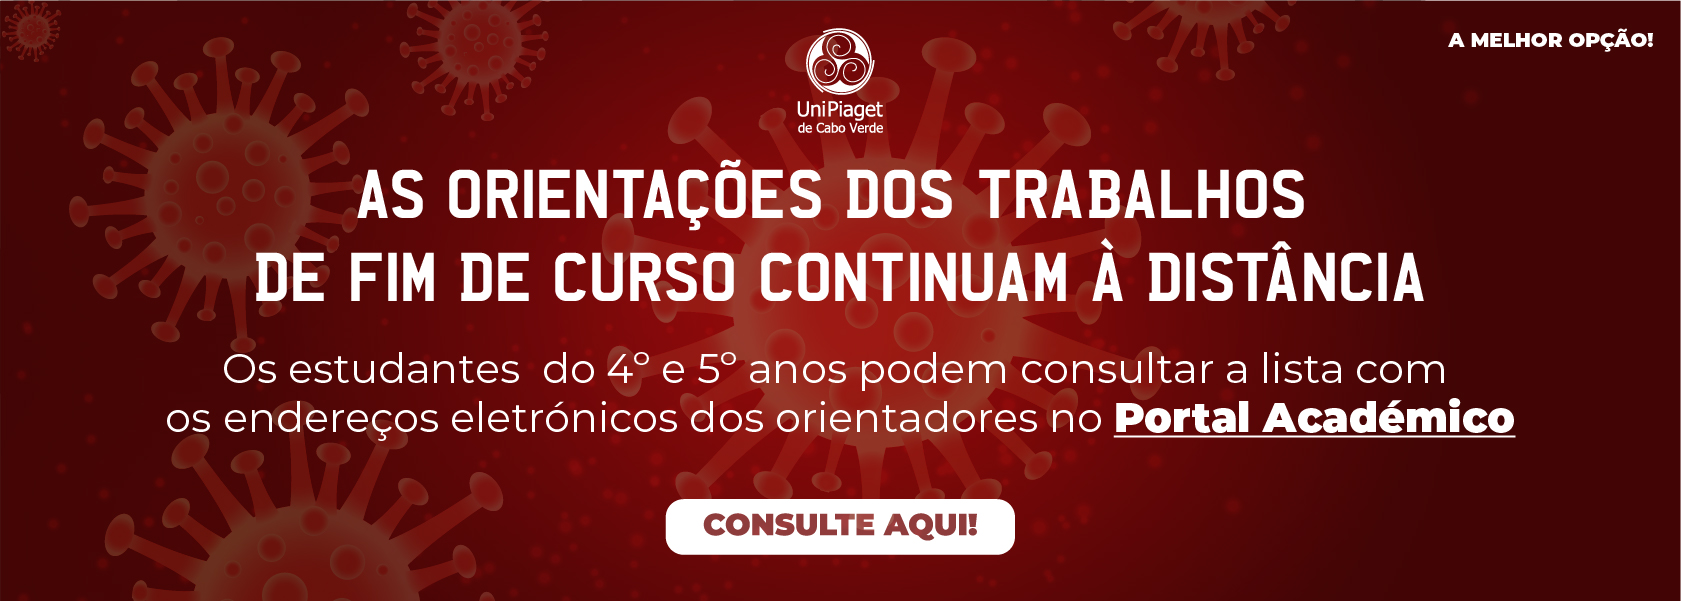 A MELHOR OPÇÃO!
UniPiaget
de Cabo Verde
AS ORIENTAÇÕES DOS TRABALHOS
DE FIM DE CURSO CONTINUAM À DISTÂNCIA
Os estudantes do 4º e 5º anos podem consultar a lista com
os endereços eletrónicos dos orientadores no Portal Académico
CONSULTE AQUI!